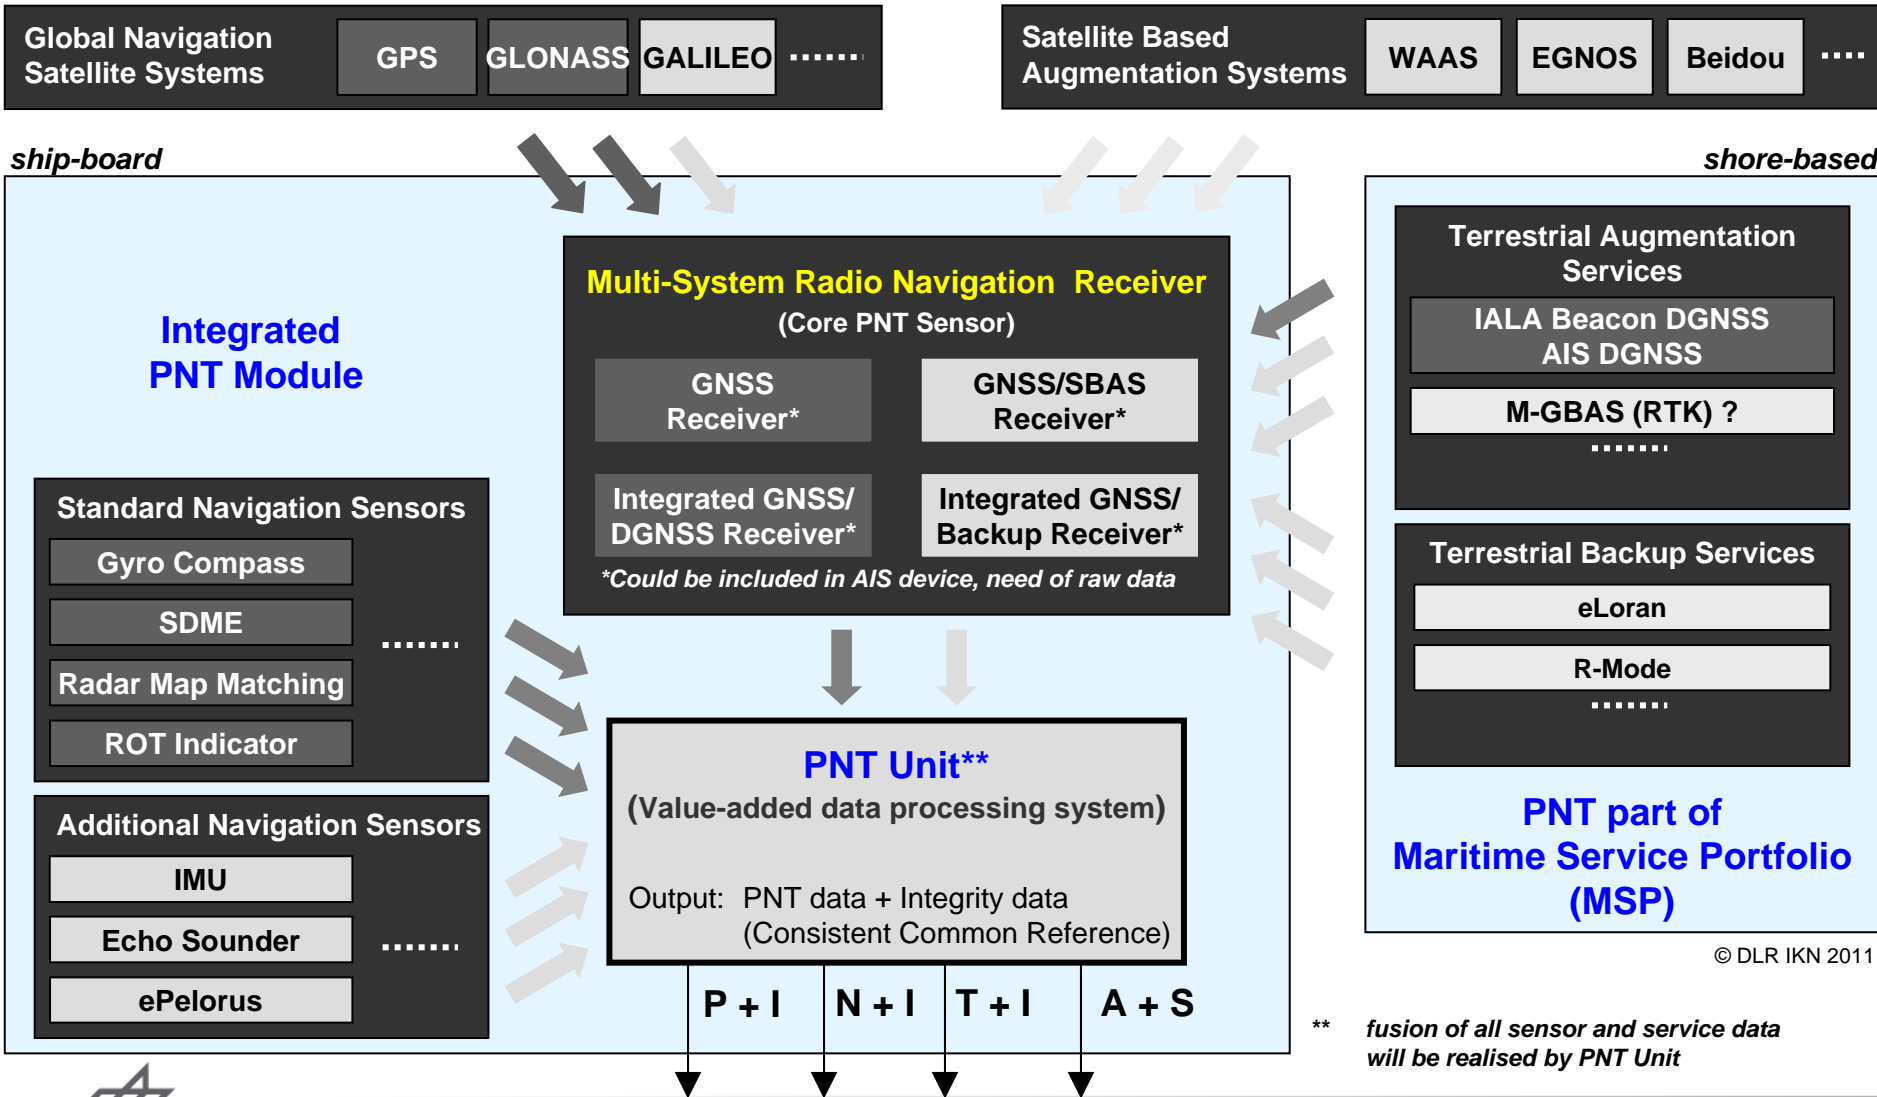 Global Navigation
Satellite Systems
GPS
GLONASS
GALILEO
.......
Satellite Based
Augmentation Systems
WAAS
EGNOS
Beidou
....
ship-board
shore-based
Integrated
PNT Module
Multi-System Radio Navigation Receiver
(Core PNT Sensor)
GNSS
Receiver*
GNSS/SBAS
Receiver*
Integrated GNSS/
DGNSS Receiver*
Integrated GNSS/
Backup Receiver*
*Could be included in AIS device, need of raw data
Terrestrial Augmentation
Services
IALA Beacon DGNSS
AIS DGNSS
M-GBAS (RTK) ?
.......
Terrestrial Backup Services
eLoran
R-Mode
.......
PNT part of
Maritime Service Portfolio
(MSP)
Standard Navigation Sensors
Gyro Compass
SDME
.......
Radar Map Matching
ROT Indicator
Additional Navigation Sensors
IMU
Echo Sounder
.......
ePelorus
PNT Unit**
(Value-added data processing system)
Output: PNT data + Integrity data
(Consistent Common Reference)
P + I
N + I
T + I
A + S
© DLR IKN 2011
** fusion of all sensor and service data
will be realised by PNT Unit